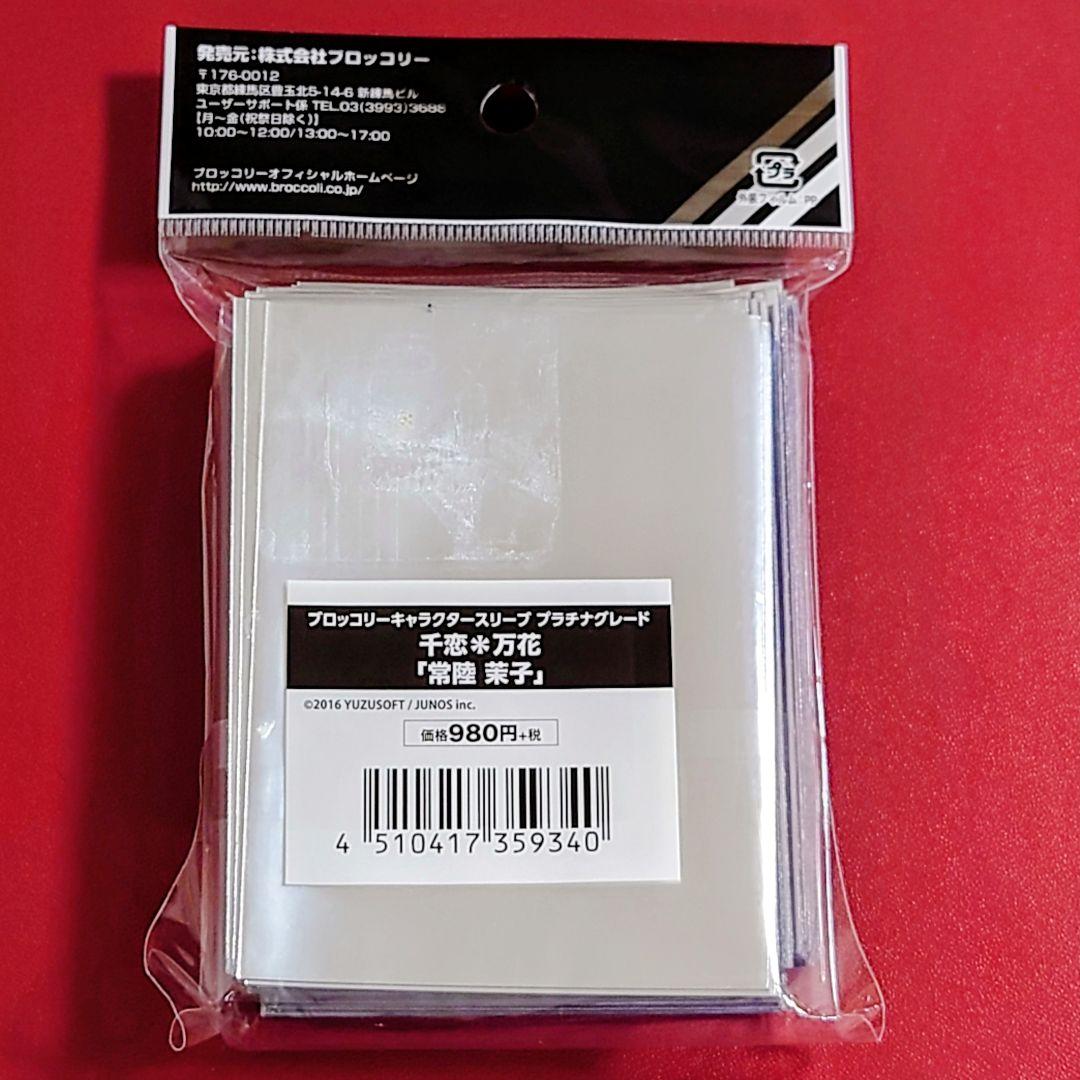 発売元:株式会社ブロッコリー
〒176-0012
東京都練馬区豊玉北5-14-6 新練馬ビル
ユーザーサポート係 TEL.03(3993)3688
【月〜金(祝祭日除く)】
10:00〜12:00/13:00〜17:00
ブロッコリーオフィシャルホームページ
http://www.broccoli.co.jp/
プラ
外装フィルム:PP
ブロッコリーキャラクタースリーブ プラチナグレード
千恋＊万花
「常陸 茉子」
©2016 YUZUSOFT / JUNOS inc.
価格980円+税
4 510417 359340